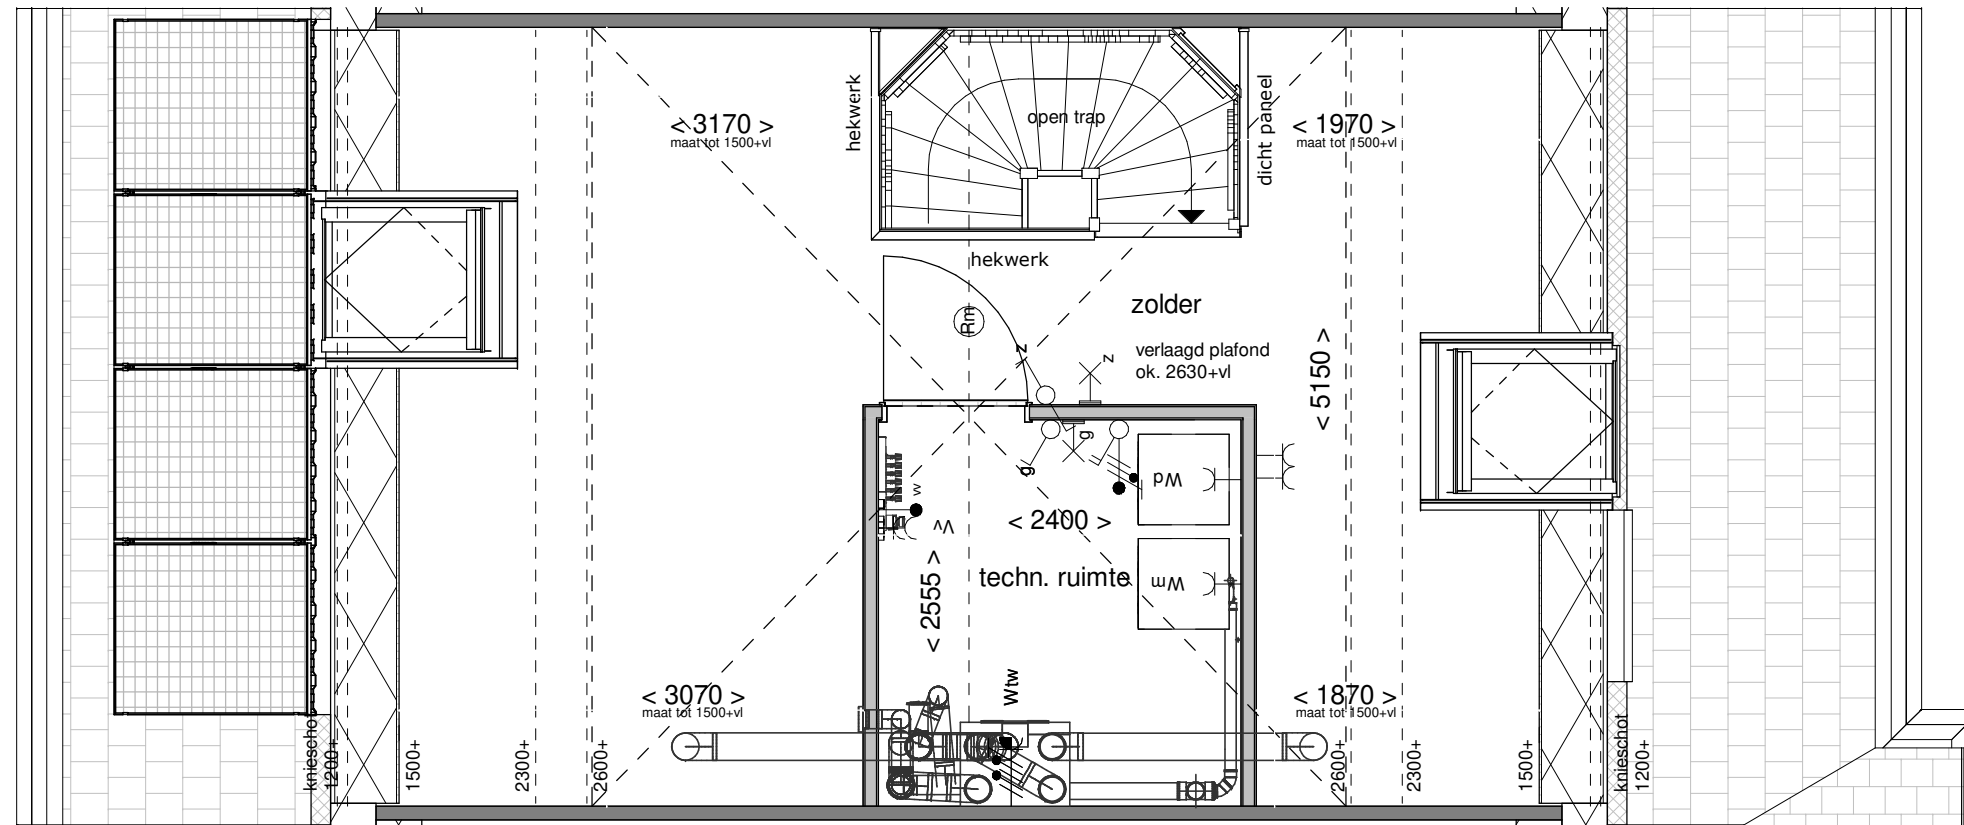 hekwerk
open trap
dicht paneel
< 3170 >
maat tot 1500+vl
< 1970 >
maat tot 1500+vl
hekwerk
zolder
Rm
z
z
verlaagd plafond
ok. 2630+vl
< 5150 >
g
g
Wd
w
Vv
< 2400 >
< 2555 >
techn. ruimte
Wm
Wtw
< 3070 >
maat tot 1500+vl
< 1870 >
maat tot 1500+vl
knieschot
1200+
1500+
2300+
2600+
2600+
2300+
1500+
knieschot
1200+